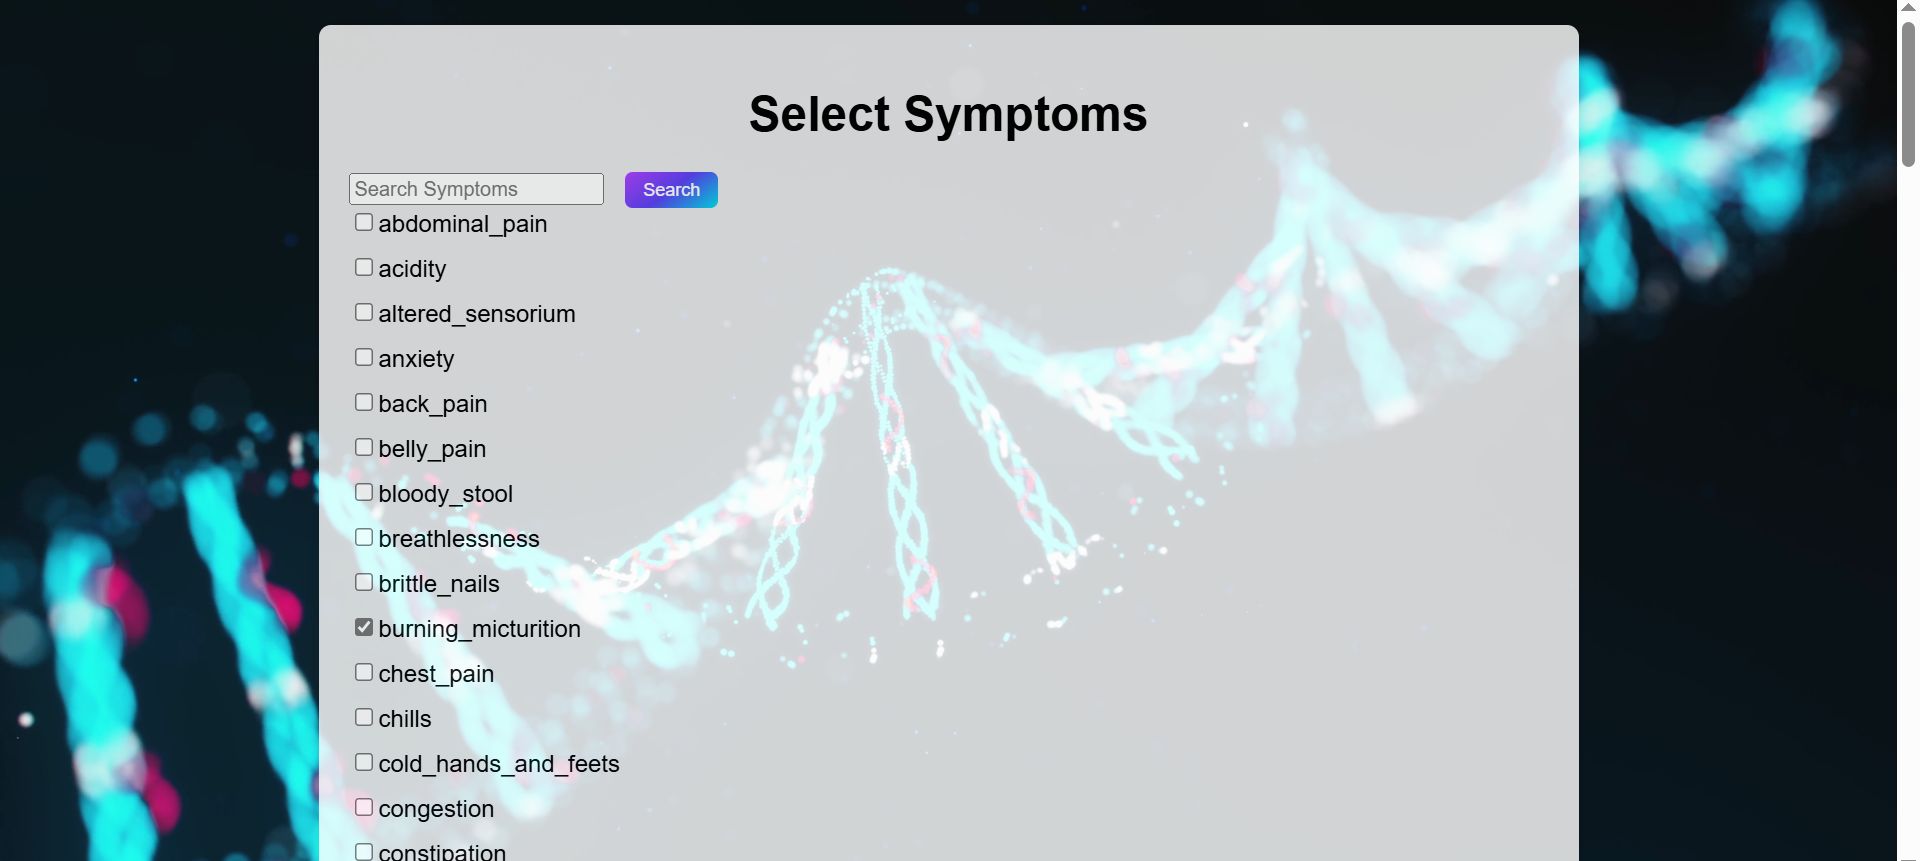 Select Symptoms
Search Symptoms Search
abdominal_pain
acidity
altered_sensorium
anxiety
back_pain
belly_pain
bloody_stool
breathlessness
brittle_nails
burning_micturition
chest_pain
chills
cold_hands_and_feets
congestion
constipation